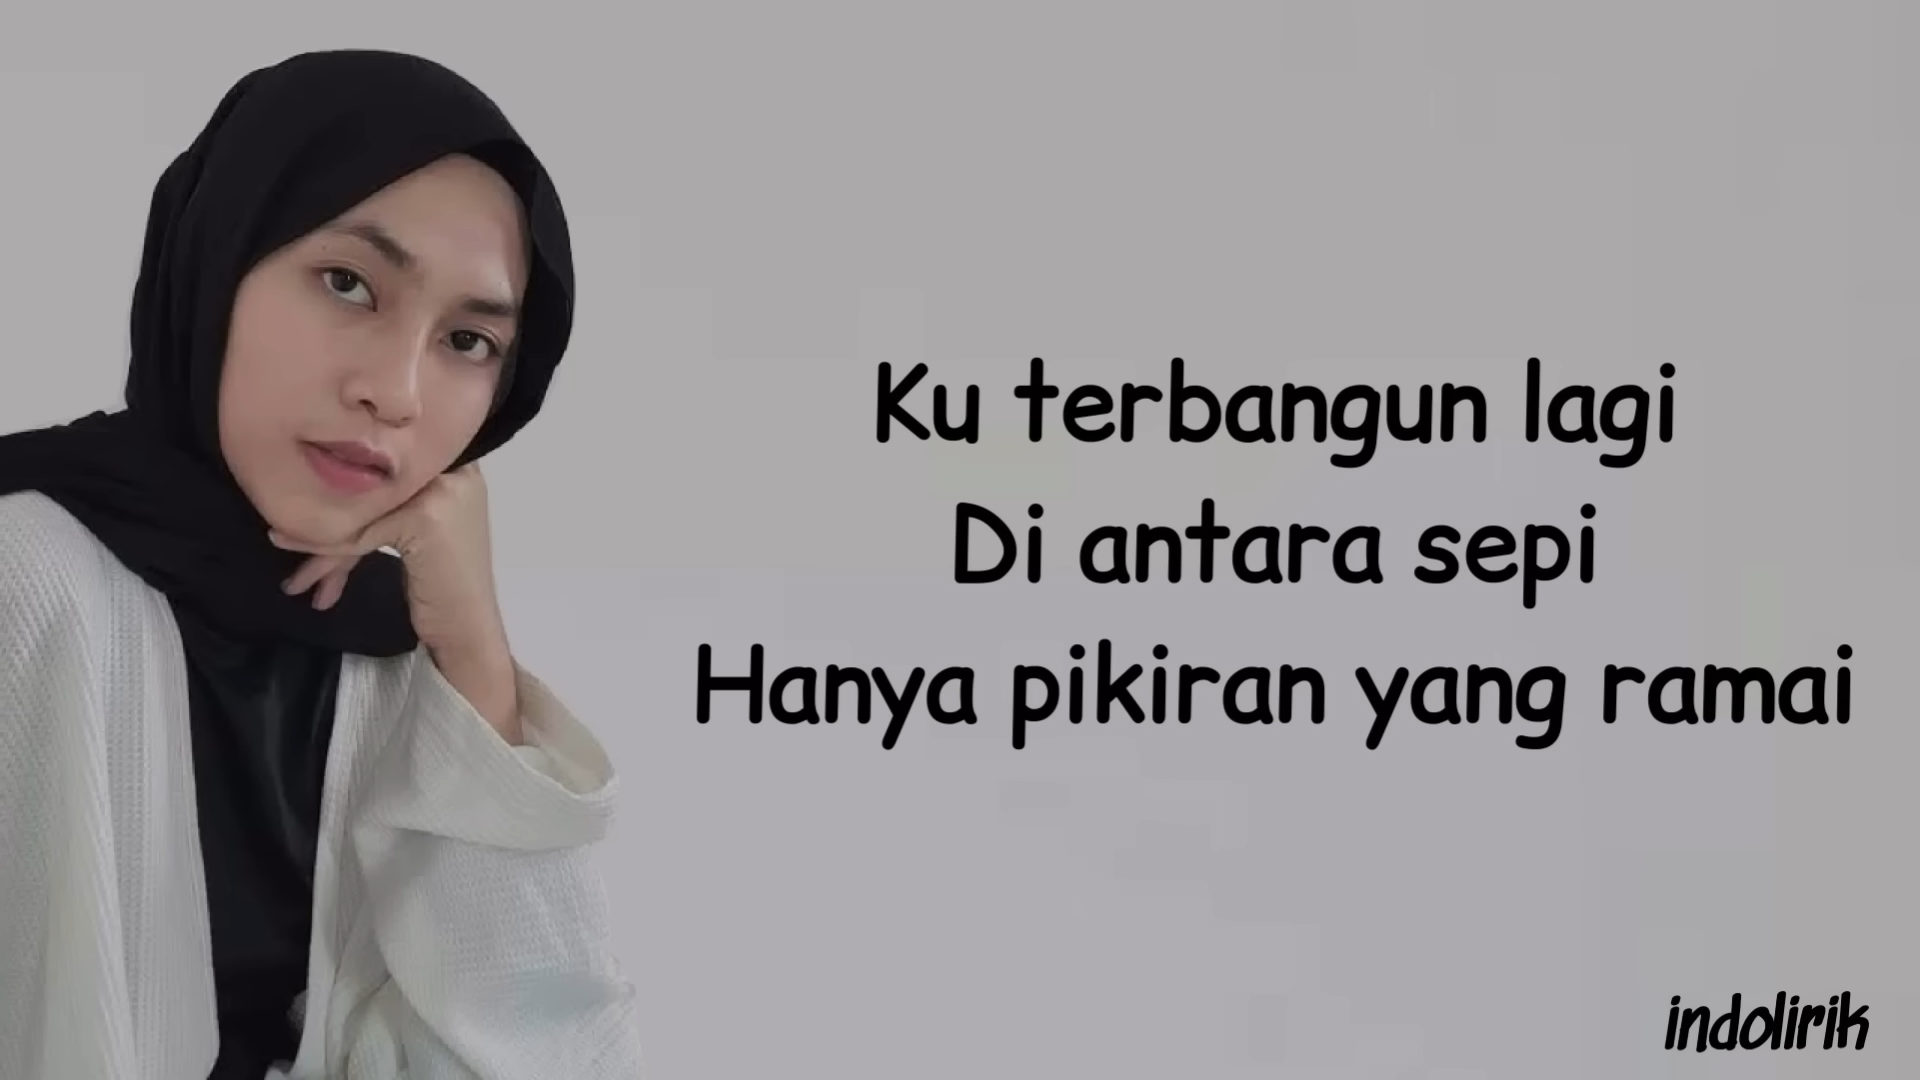 Ku terbangun lagi
Di antara sepi
Hanya pikiran yang ramai
indolirik